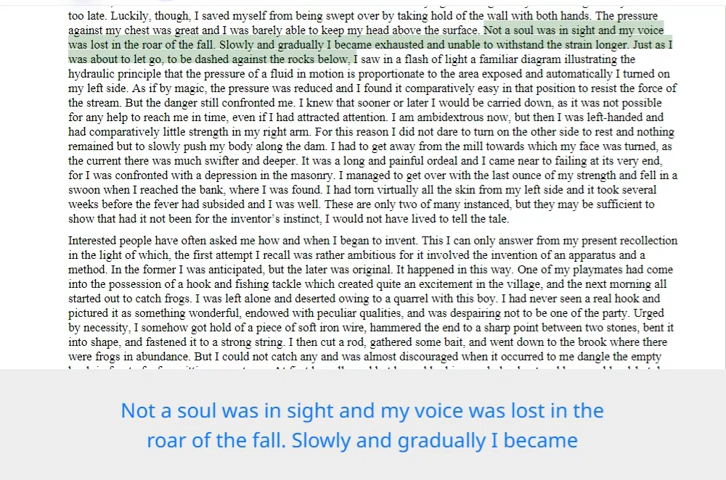 too late. Luckily, though, I saved myself from being swept over by taking hold of the wall with both hands. The pressure
against my chest was great and I was barely able to keep my head above the surface. Not a soul was in sight and my voice
was lost in the roar of the fall. Slowly and gradually I became exhausted and unable to withstand the strain longer. Just as I
was about to let go, to be dashed against the rocks below, I saw in a flash of light a familiar diagram illustrating the
hydraulic principle that the pressure of a fluid in motion is proportionate to the area exposed and automatically I turned on
my left side. As if by magic, the pressure was reduced and I found it comparatively easy in that position to resist the force of
the stream. But the danger still confronted me. I knew that sooner or later I would be carried down, as it was not possible
for any help to reach me in time, even if I had attracted attention. I am ambidextrous now, but then I was left-handed and
had comparatively little strength in my right arm. For this reason I did not dare to turn on the other side to rest and nothing
remained but to slowly push my body along the dam. I had to get away from the mill towards which my face was turned, as
the current there was much swifter and deeper. It was a long and painful ordeal and I came near to failing at its very end,
for I was confronted with a depression in the masonry. I managed to get over with the last ounce of my strength and fell in a
swoon when I reached the bank, where I was found. I had torn virtually all the skin from my left side and it took several
weeks before the fever had subsided and I was well. These are only two of many instanced, but they may be sufficient to
show that had it not been for the inventor's instinct, I would not have lived to tell the tale.
Interested people have often asked me how and when I began to invent. This I can only answer from my present recollection
in the light of which, the first attempt I recall was rather ambitious for it involved the invention of an apparatus and a
method. In the former I was anticipated, but the later was original. It happened in this way. One of my playmates had come
into the possession of a hook and fishing tackle which created quite an excitement in the village, and the next morning all
started out to catch frogs. I was left alone and deserted owing to a quarrel with this boy. I had never seen a real hook and
pictured it as something wonderful, endowed with peculiar qualities, and was despairing not to be one of the party. Urged
by necessity, I somehow got hold of a piece of soft iron wire, hammered the end to a sharp point between two stones, bent it
into shape, and fastened it to a strong string. I then cut a rod, gathered some bait, and went down to the brook where there
were frogs in abundance. But I could not catch any and was almost discouraged when it occurred to me dangle the empty
Not a soul was in sight and my voice was lost in the
roar of the fall. Slowly and gradually I became